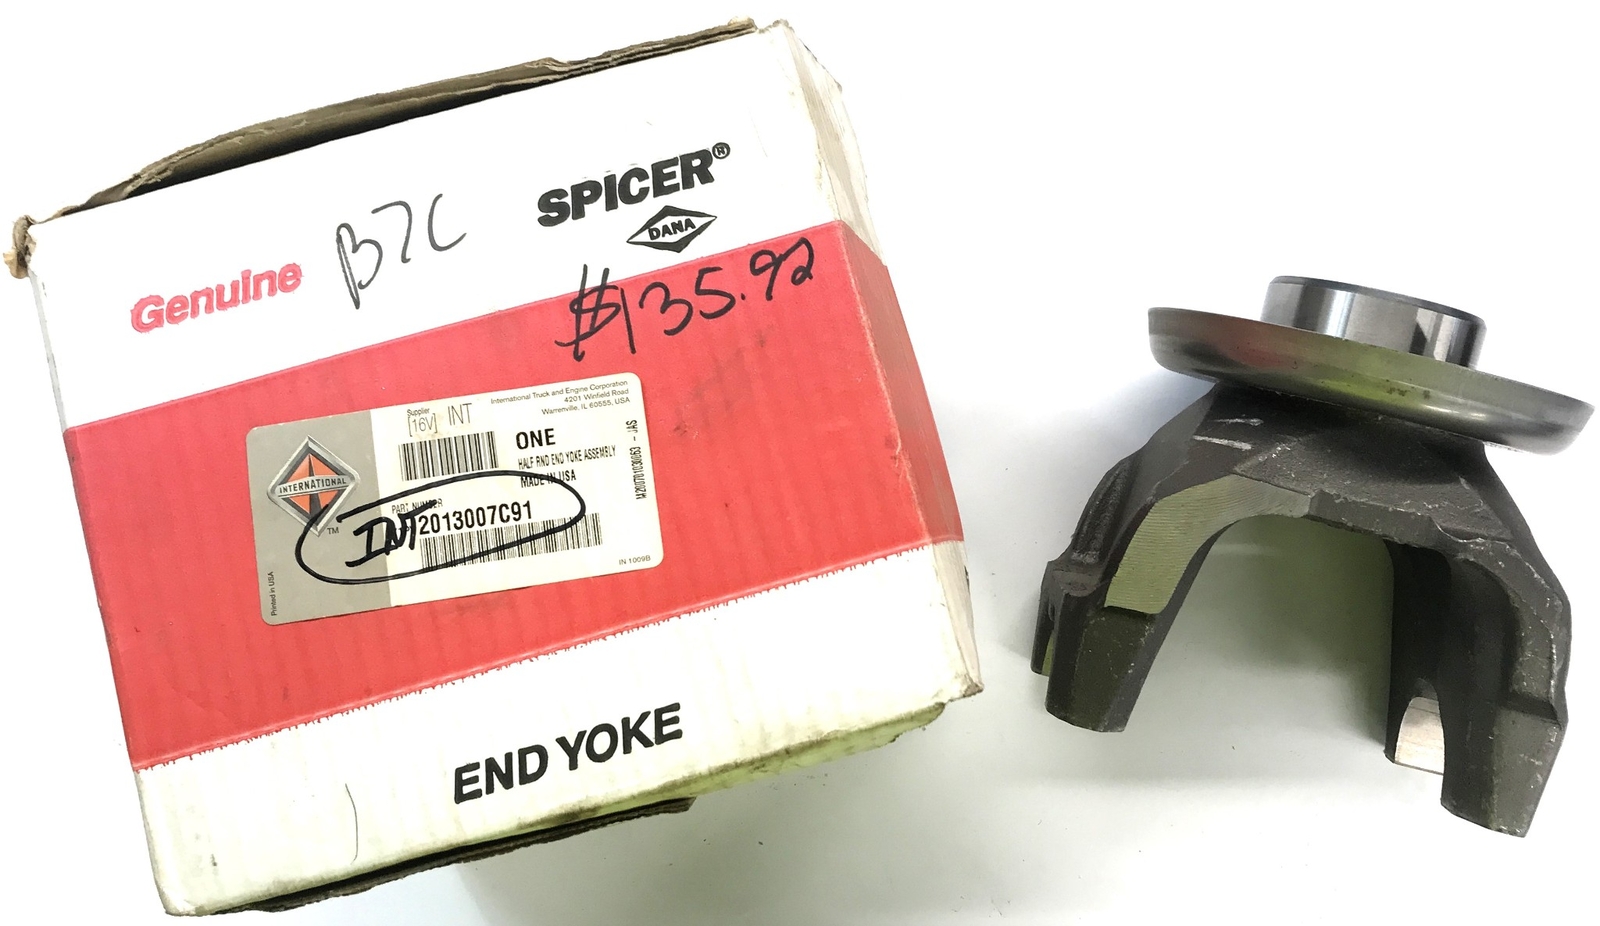 Genuine
B7C
SPICER®
DANA
$135.92
International Truck and Engine Corporation
4201 Winfield Road
Warrenville, IL 60555, USA
Supplier
[16V] INT
ONE
HALF RND END YOKE ASSEMBLY
MADE IN USA
INTERNATIONAL
TM
PART NUMBER
INT
2013007C91
IN 1009B
Printed in USA
END YOKE